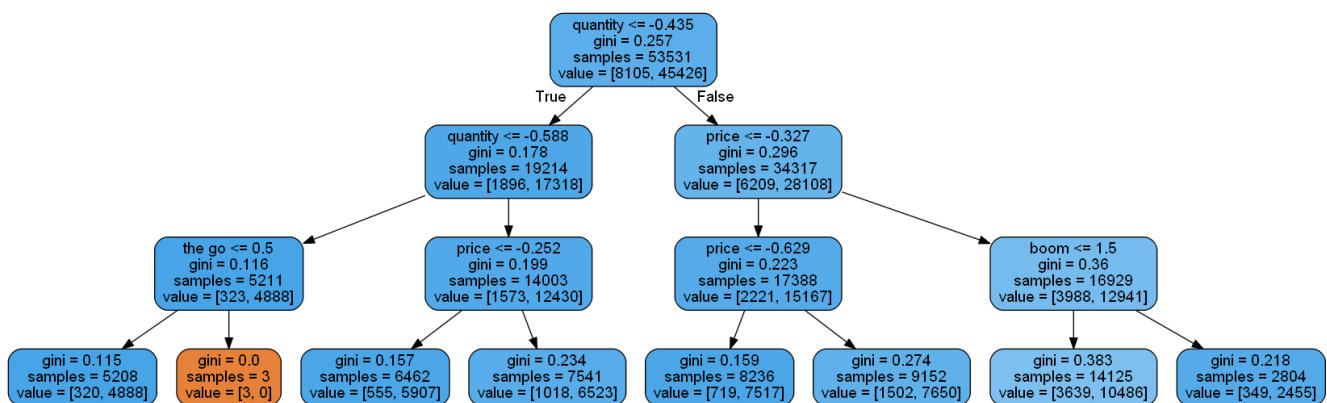 quantity <= -0.435
gini = 0.257
samples = 53531
value = [8105, 45426]
True
False
quantity <= -0.588
gini = 0.178
samples = 19214
value = [1896, 17318]
price <= -0.327
gini = 0.296
samples = 34317
value = [6209, 28108]
the go <= 0.5
gini = 0.116
samples = 5211
value = [323, 4888]
price <= -0.252
gini = 0.199
samples = 14003
value = [1573, 12430]
price <= -0.629
gini = 0.223
samples = 17388
value = [2221, 15167]
boom <= 1.5
gini = 0.36
samples = 16929
value = [3988, 12941]
gini = 0.115
samples = 5208
value = [320, 4888]
gini = 0.0
samples = 3
value = [3, 0]
gini = 0.157
samples = 6462
value = [555, 5907]
gini = 0.234
samples = 7541
value = [1018, 6523]
gini = 0.159
samples = 8236
value = [719, 7517]
gini = 0.274
samples = 9152
value = [1502, 7650]
gini = 0.383
samples = 14125
value = [3639, 10486]
gini = 0.218
samples = 2804
value = [349, 2455]